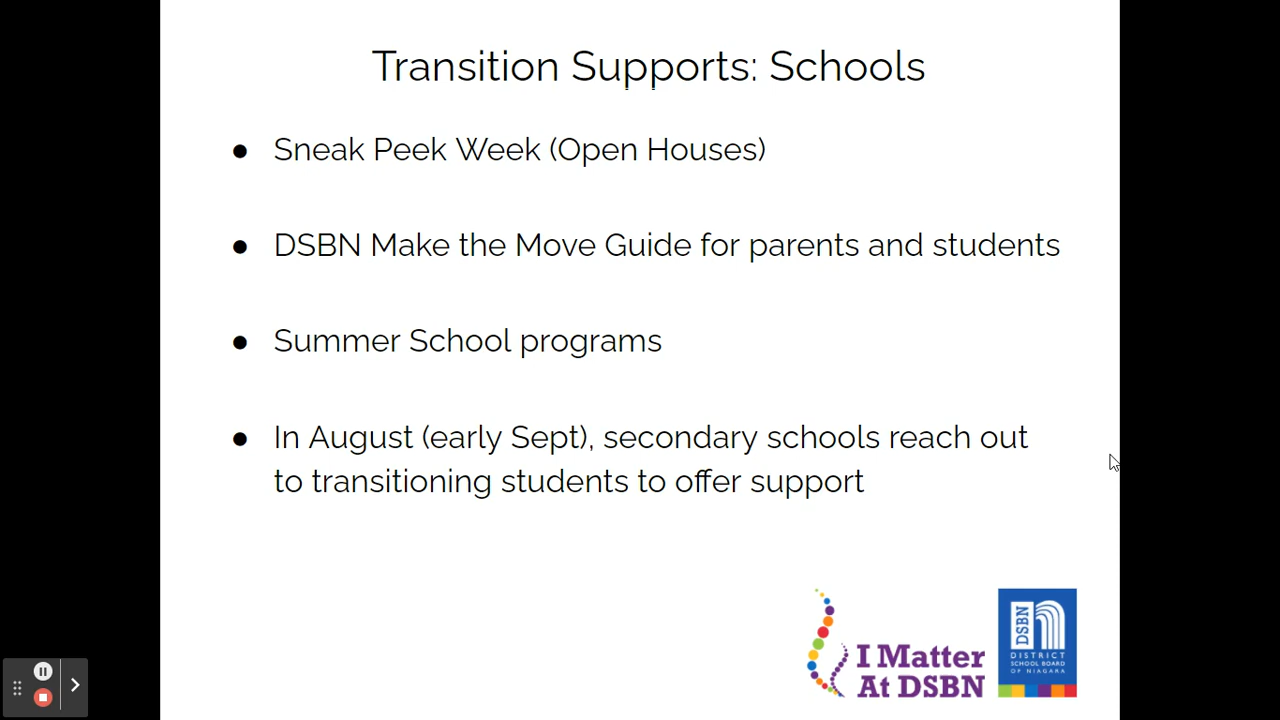 Transition Supports: Schools
● Sneak Peek Week (Open Houses)
● DSBN Make the Move Guide for parents and students
● Summer School programs
● In August (early Sept), secondary schools reach out
to transitioning students to offer support
I Matter
At DSBN
DSBN
DISTRICT
SCHOOL BOARD
OF NIAGARA